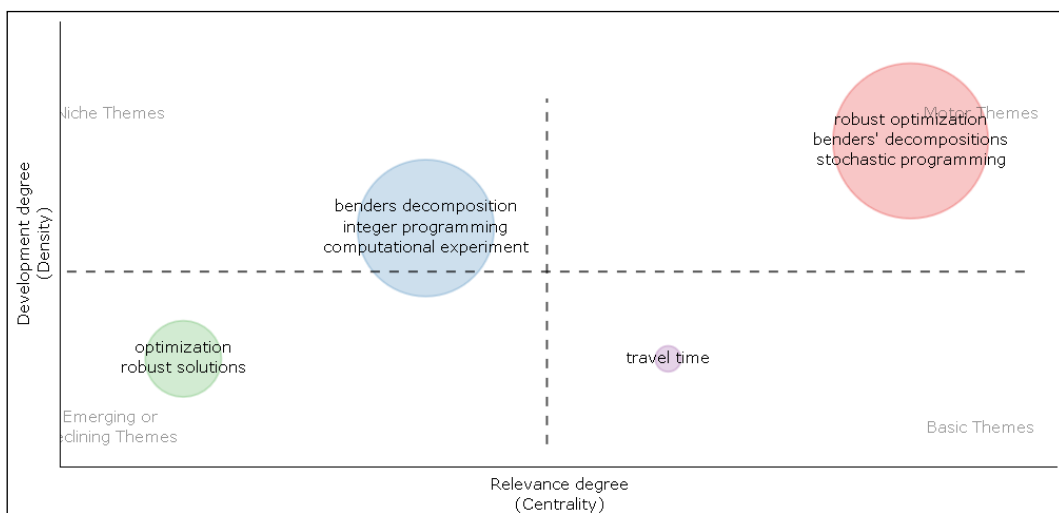 Niche Themes
Motor Themes
robust optimization
benders' decompositions
stochastic programming
benders decomposition
integer programming
computational experiment
Development degree
(Density)
optimization
robust solutions
travel time
Emerging or
eclining Themes
Basic Themes
Relevance degree
(Centrality)